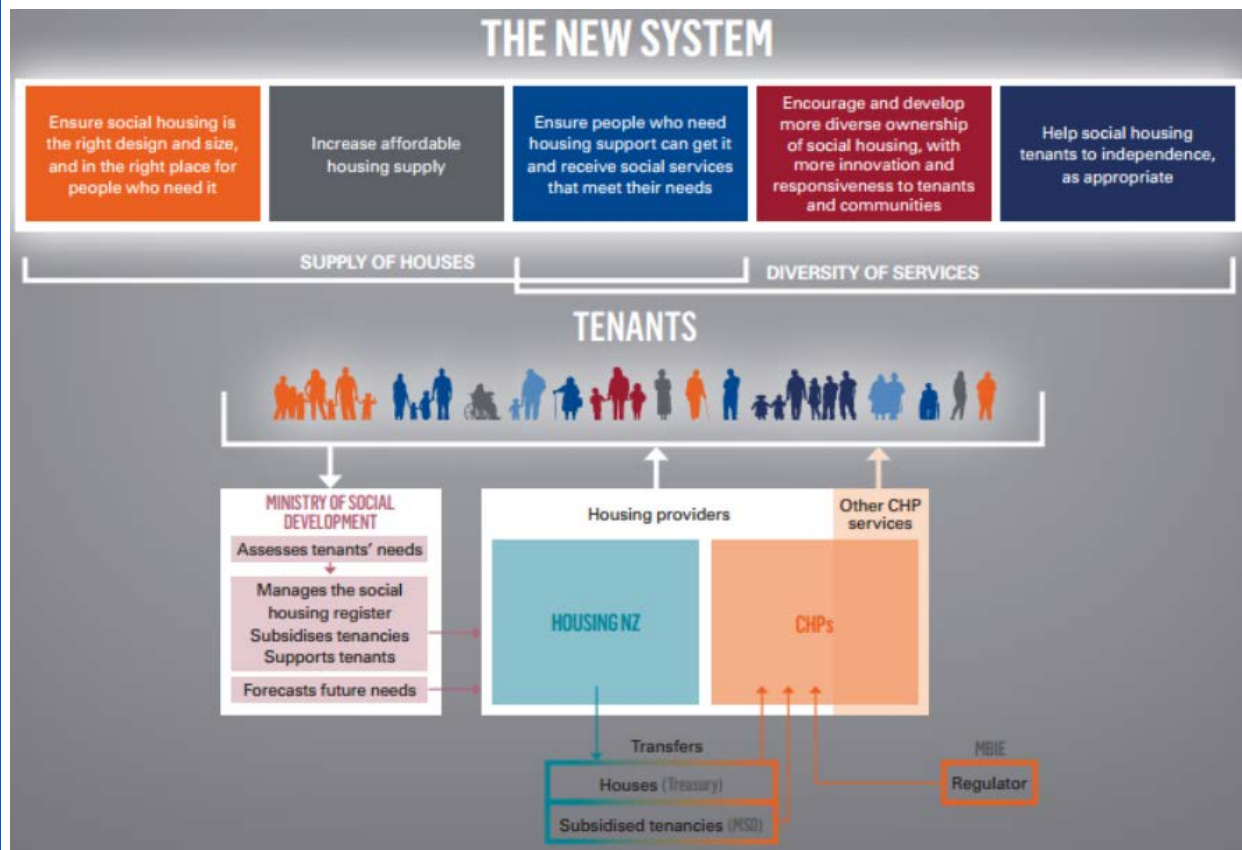 THE NEW SYSTEM
Ensure social housing is
the right design and size,
and in the right place for
people who need it
Increase affordable
housing supply
Ensure people who need
housing support can get it
and receive social services
that meet their needs
Encourage and develop
more diverse ownership
of social housing, with
more innovation and
responsiveness to tenants
and communities
Help social housing
tenants to independence,
as appropriate
SUPPLY OF HOUSES
DIVERSITY OF SERVICES
TENANTS
MINISTRY OF SOCIAL
DEVELOPMENT
Assesses tenants' needs
Manages the social
housing register
Subsidises tenancies
Supports tenants
Forecasts future needs
Housing providers
Other CHP
services
HOUSING NZ
CHPs
Transfers
Houses (Treasury)
Subsidised tenancies (MSD)
MBIE
Regulator